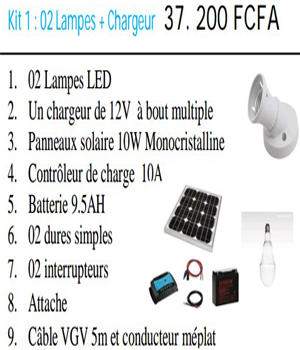 Kit 1 : 02 Lampes + Chargeur 37. 200 FCFA
1. 02 Lampes LED
2. Un chargeur de 12V à bout multiple
3. Panneaux solaire 10W Monocristalline
4. Contrôleur de charge 10A
5. Batterie 9.5AH
6. 02 dures simples
7. 02 interrupteurs
8. Attache
9. Câble VGV 5m et conducteur méplat